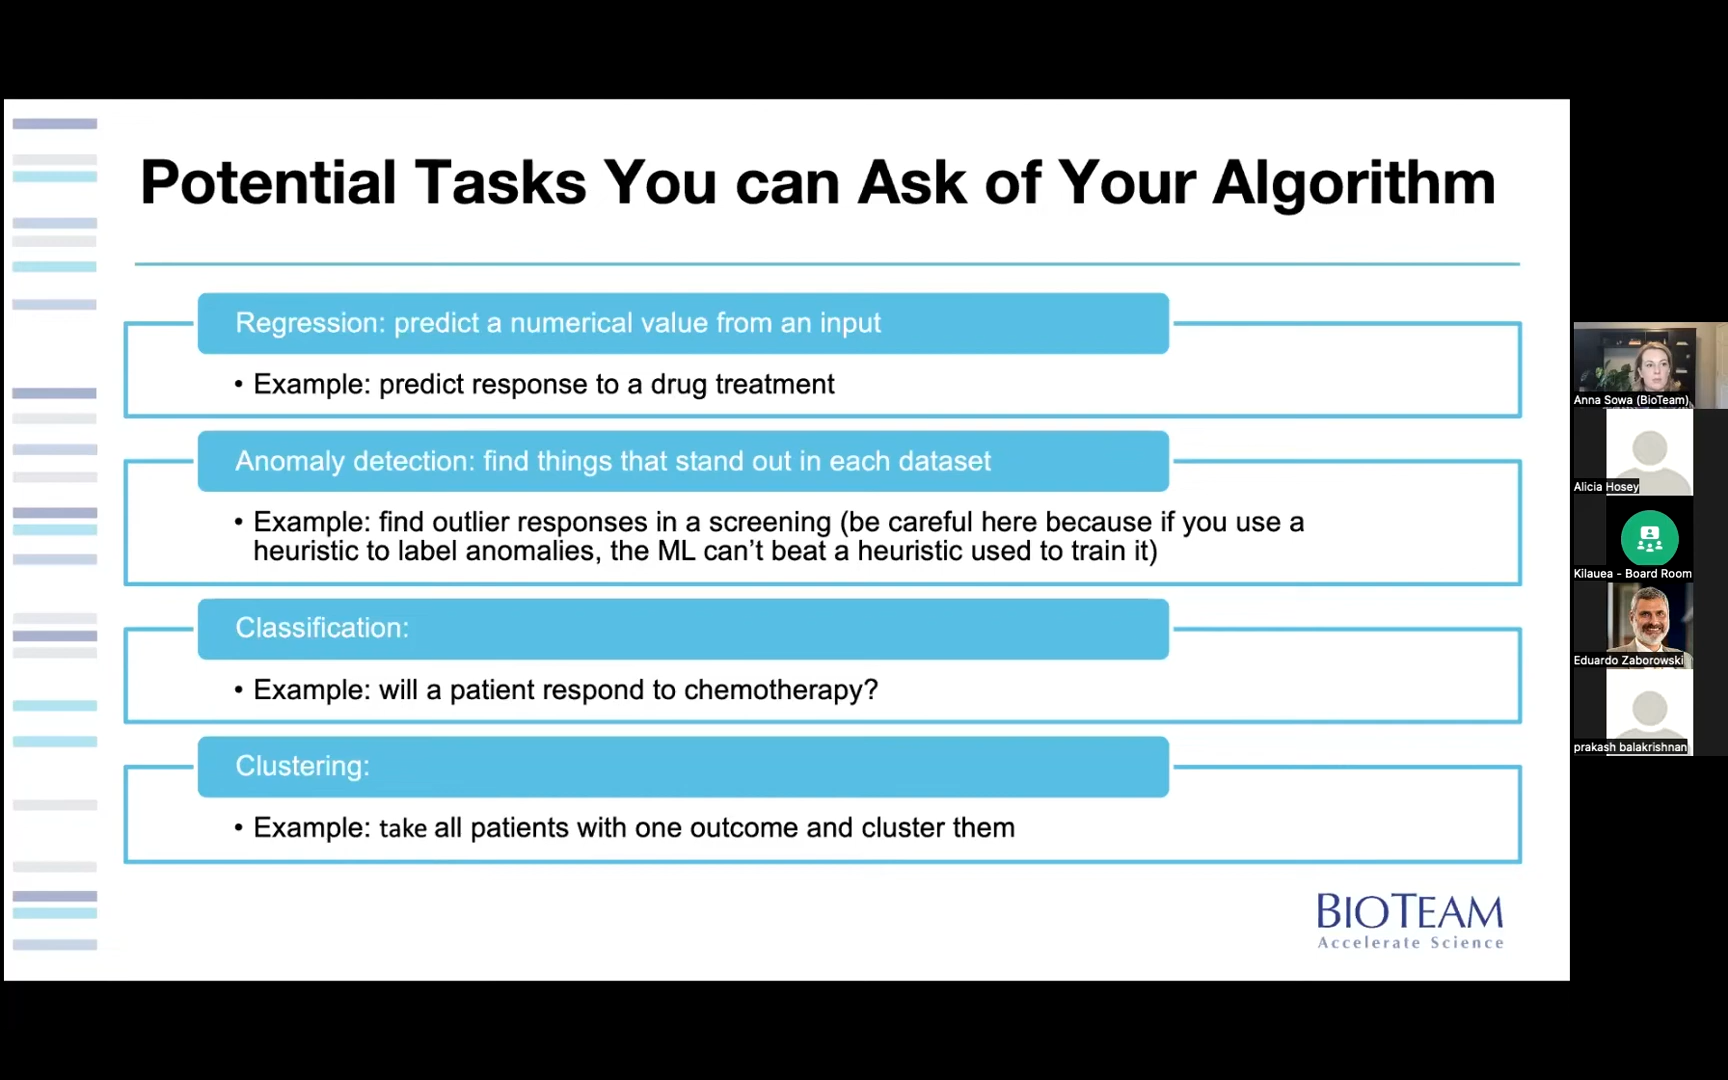 Potential Tasks You can Ask of Your Algorithm
Regression: predict a numerical value from an input
• Example: predict response to a drug treatment
Anomaly detection: find things that stand out in each dataset
• Example: find outlier responses in a screening (be careful here because if you use a
heuristic to label anomalies, the ML can’t beat a heuristic used to train it)
Classification:
• Example: will a patient respond to chemotherapy?
Clustering:
• Example: take all patients with one outcome and cluster them
BIOTEAM
Accelerate Science
Anna Sowa (BioTeam)
Alicia Hosey
Kilauea - Board Room
Eduardo Zaborowski
prakash balakrishnan